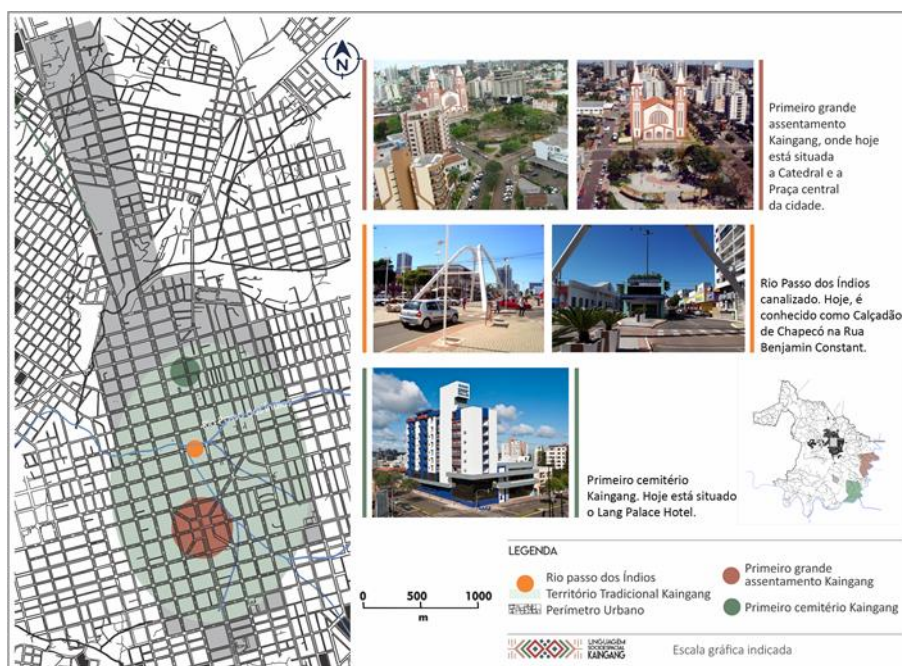 N
Primeiro grande
assentamento
Kaingang, onde hoje
está situada
a Catedral e a
Praça central
da cidade.
Rio Passo dos Índios
canalizado. Hoje, é
conhecido como Calçadão
de Chapecó na Rua
Benjamin Constant.
Primeiro cemitério
Kaingang. Hoje está situado
o Lang Palace Hotel.
LEGENDA
Rio passo dos Índios
Território Tradicional Kaingang
Perímetro Urbano
Primeiro grande
assentamento Kaingang
Primeiro cemitério Kaingang
0 500 1000
m
LINGUAGEM
SOCIOESPACIAL
KAINGANG
Escala gráfica indicada